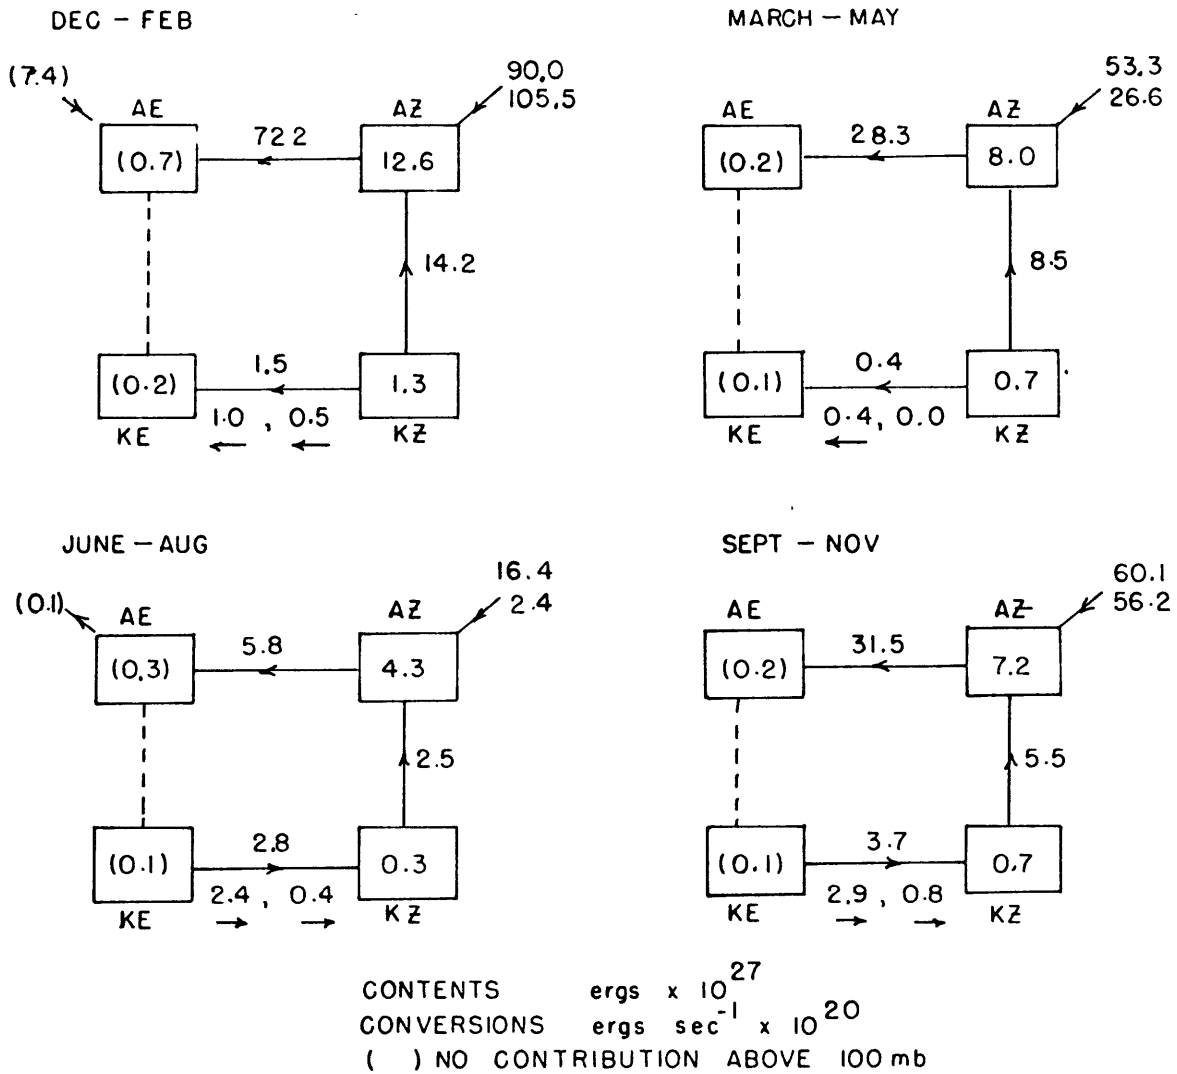 DEC – FEB
(7.4)
90.0
105.5
AE
AZ
72 2
(0.7)
12.6
14.2
1.5
(0.2)
1.3
1.0 , 0.5
KE
KZ
MARCH – MAY
53.3
26.6
AE
AZ
28.3
(0.2)
8.0
8.5
0.4
(0.1)
0.7
0.4, 0.0
KE
KZ
JUNE – AUG
16.4
(0.1)
2.4
AE
AZ
5.8
(0.3)
4.3
2.5
2.8
(0.1)
0.3
2.4 , 0.4
KE
KZ
SEPT – NOV
60.1
56.2
AE
AZ
31.5
(0.2)
7.2
5.5
3.7
(0.1)
0.7
2.9 , 0.8
KE
KZ
CONTENTS ergs x 10^27
CONVERSIONS ergs sec^-1 x 10^20
( ) NO CONTRIBUTION ABOVE 100 mb